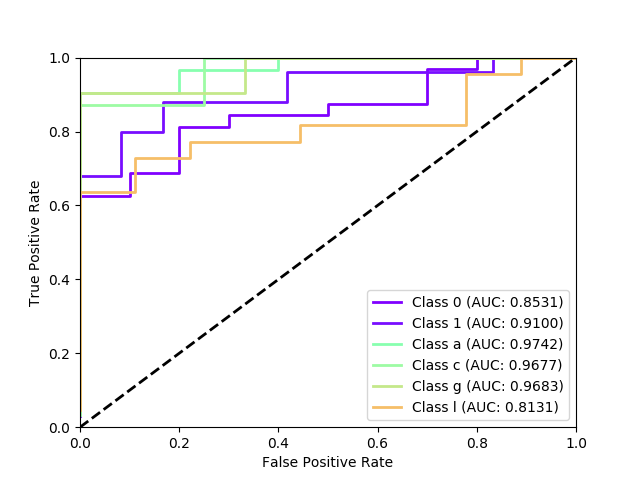 1.0
0.8
0.6
0.4
0.2
0.0
True Positive Rate
Class 0 (AUC: 0.8531)
Class 1 (AUC: 0.9100)
Class a (AUC: 0.9742)
Class c (AUC: 0.9677)
Class g (AUC: 0.9683)
Class l (AUC: 0.8131)
0.0 0.2 0.4 0.6 0.8 1.0
False Positive Rate